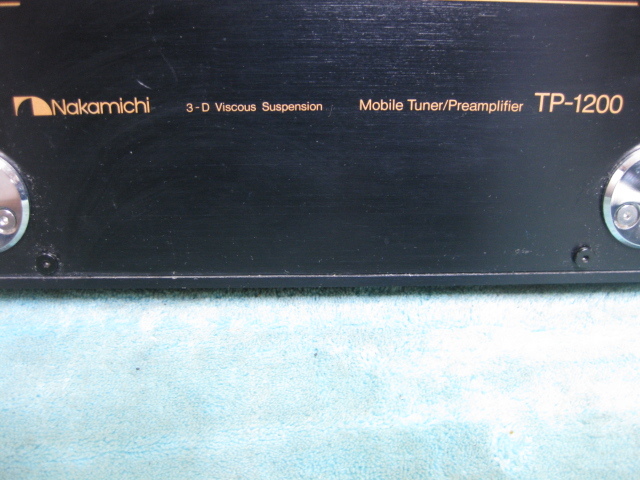 Nakamichi 3-D Viscous Suspension Mobile Tuner/Preamplifier TP-1200